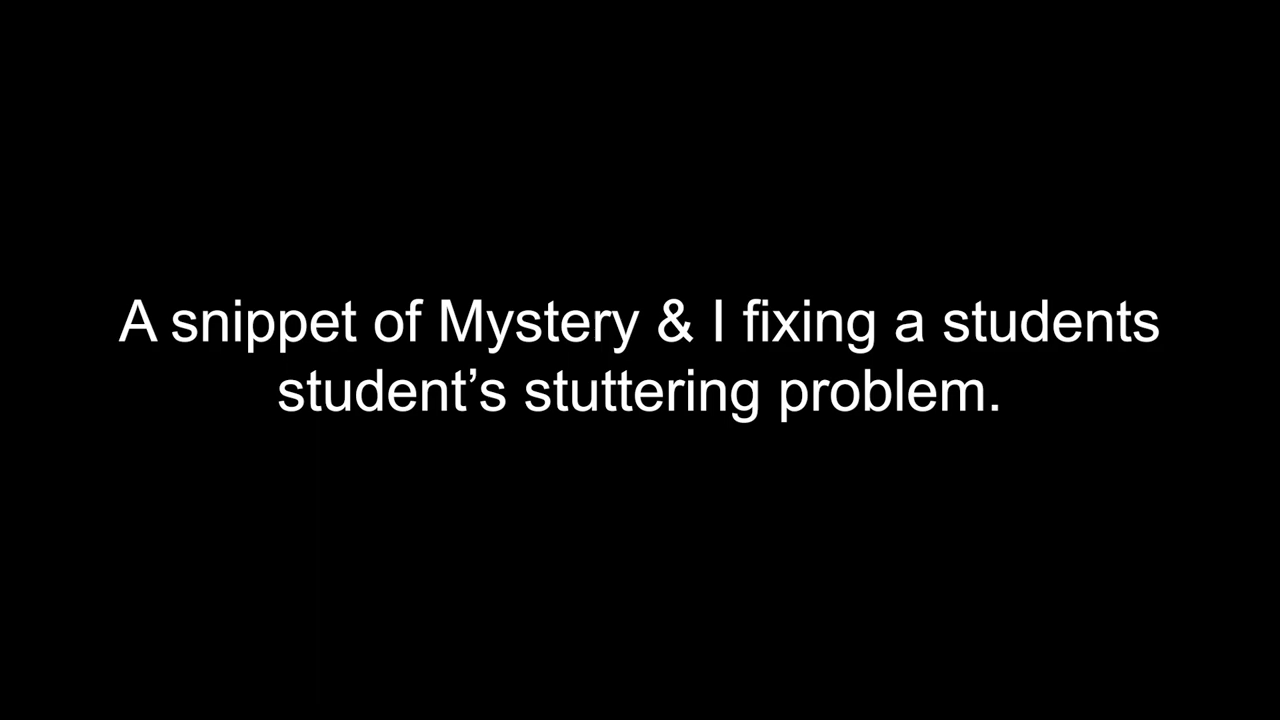 A snippet of Mystery & I fixing a students
student’s stuttering problem.